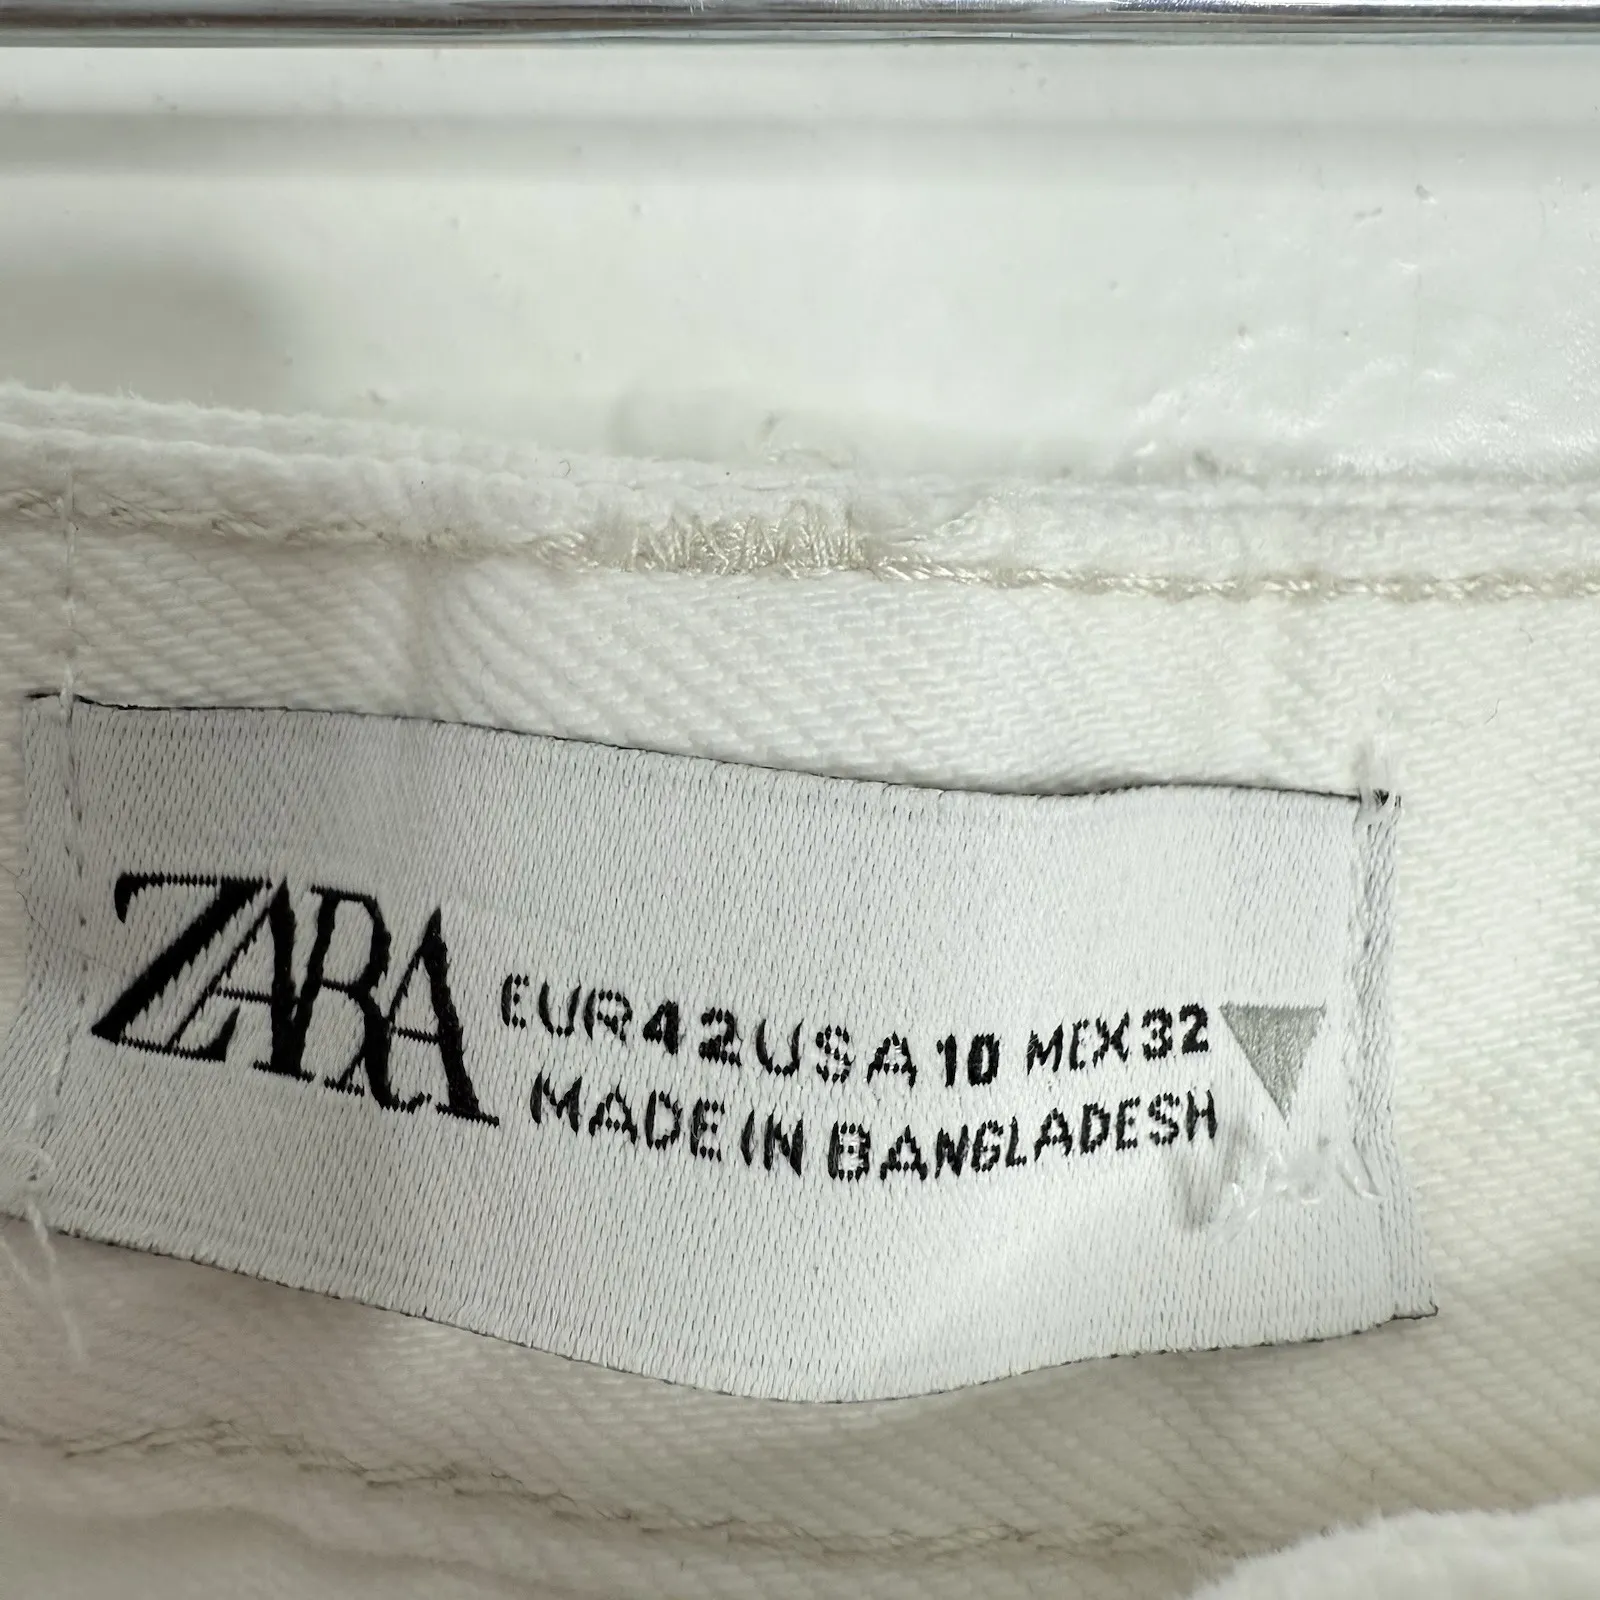 ZARA
EUR 42 USA 10 MEX 32
MADE IN BANGLADESH